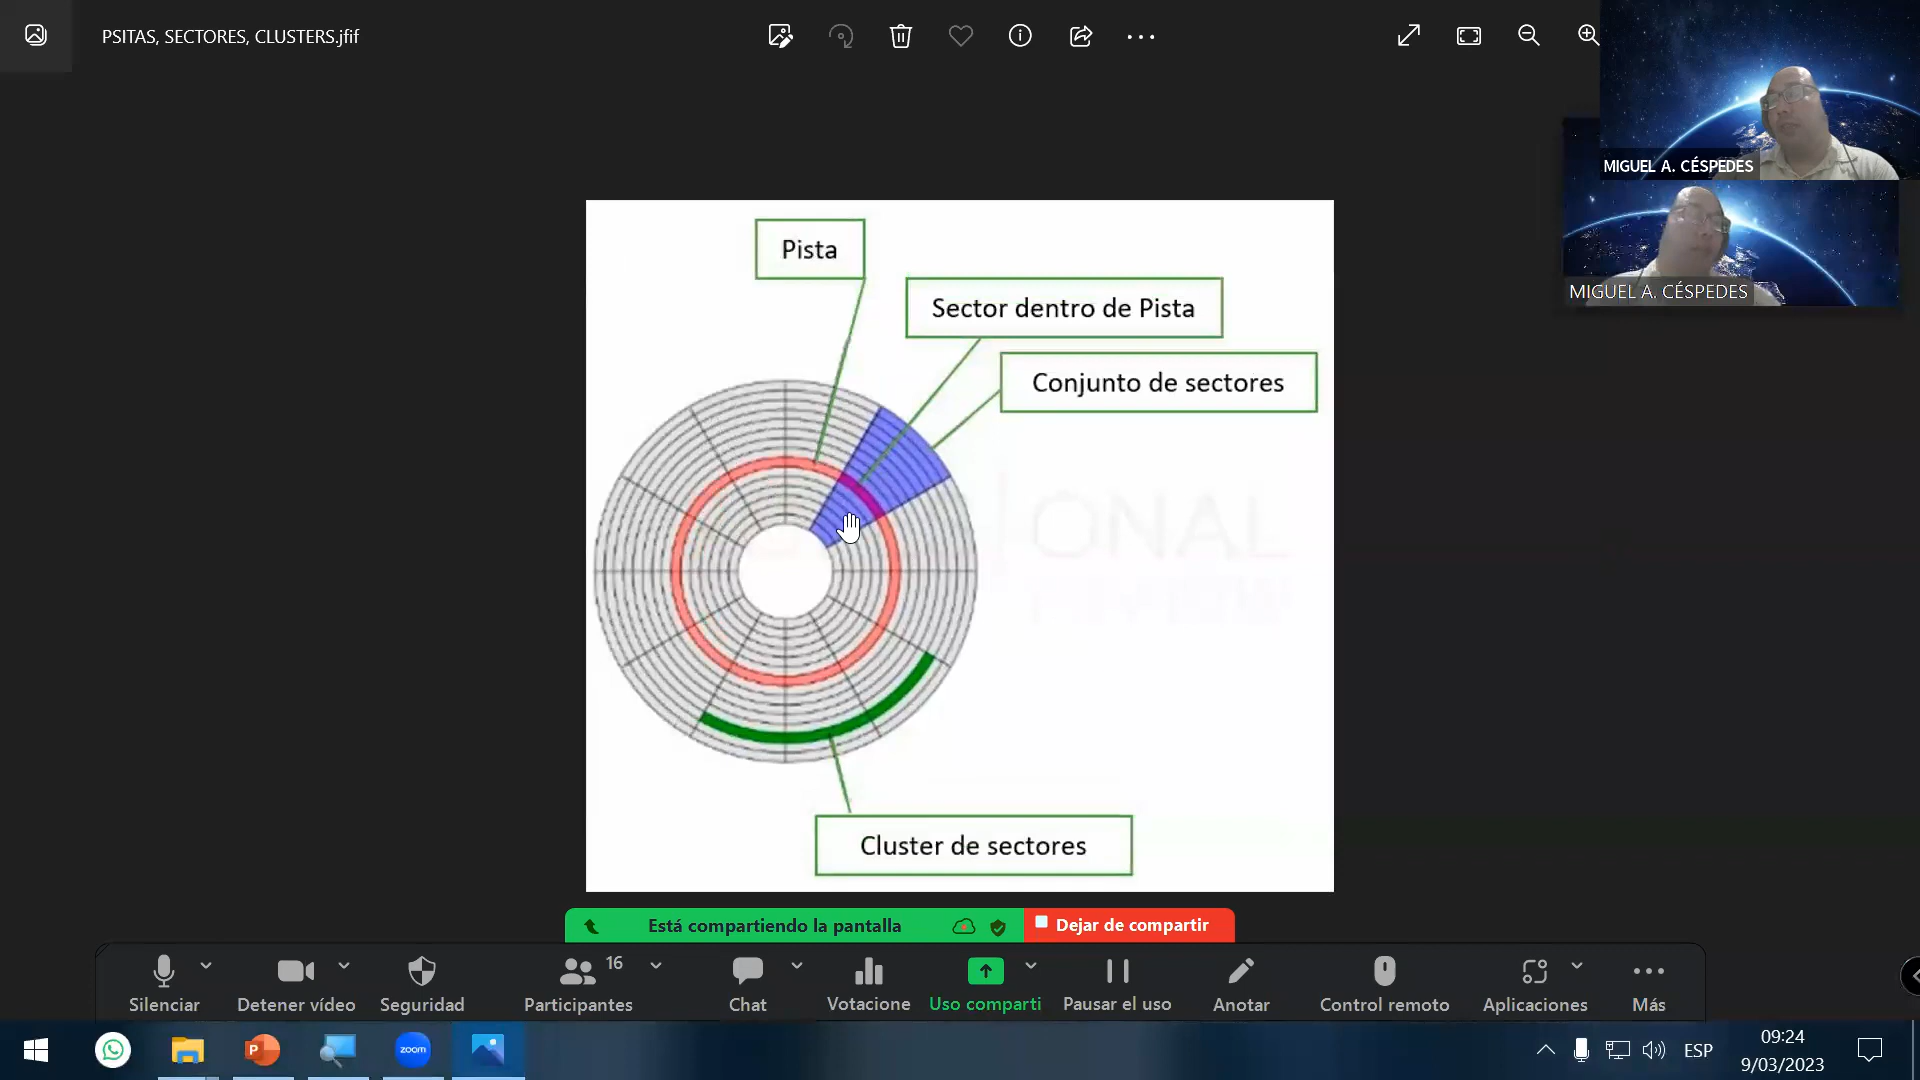 PSITAS, SECTORES, CLUSTERS.jfif
MIGUEL A. CÉSPEDES
MIGUEL A. CÉSPEDES
Pista
Sector dentro de Pista
Conjunto de sectores
ONAL
Cluster de sectores
Está compartiendo la pantalla
Dejar de compartir
16
Silenciar
Detener vídeo
Seguridad
Participantes
Chat
Votacione
Uso comparti
Pausar el uso
Anotar
Control remoto
Aplicaciones
Más
P
zoom
ESP
09:24
9/03/2023